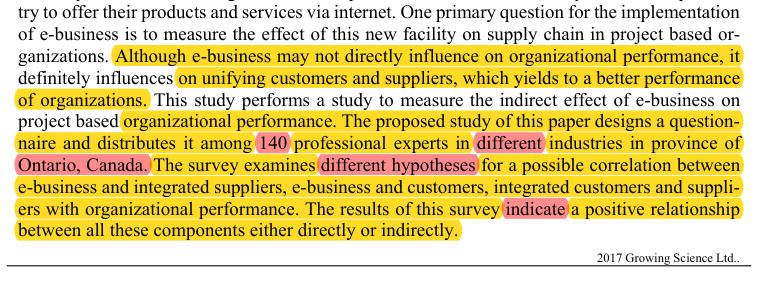 try to offer their products and services via internet. One primary question for the implementation
of e-business is to measure the effect of this new facility on supply chain in project based or-
ganizations. Although e-business may not directly influence on organizational performance, it
definitely influences on unifying customers and suppliers, which yields to a better performance
of organizations. This study performs a study to measure the indirect effect of e-business on
project based organizational performance. The proposed study of this paper designs a question-
naire and distributes it among 140 professional experts in different industries in province of
Ontario, Canada. The survey examines different hypotheses for a possible correlation between
e-business and integrated suppliers, e-business and customers, integrated customers and suppli-
ers with organizational performance. The results of this survey indicate a positive relationship
between all these components either directly or indirectly.
2017 Growing Science Ltd..